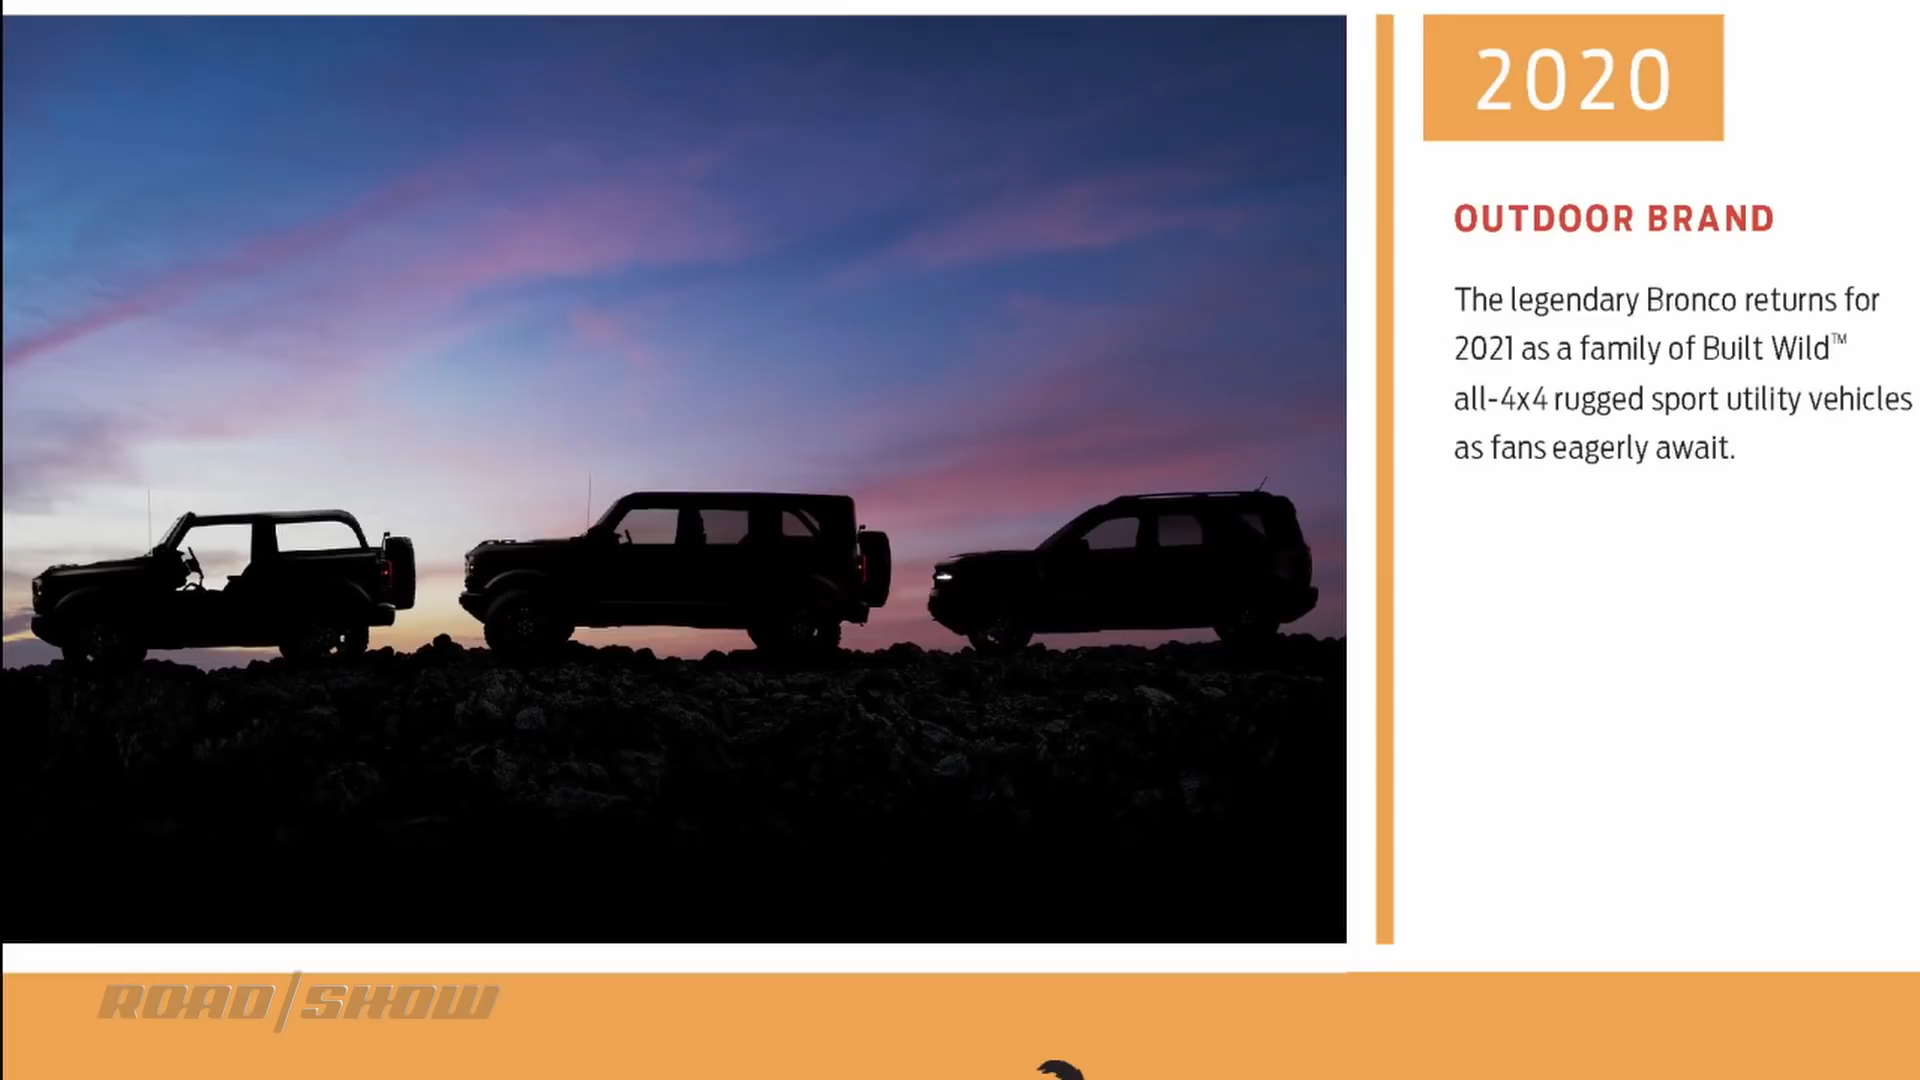 2020
OUTDOOR BRAND
The legendary Bronco returns for
2021 as a family of Built Wild™
all-4x4 rugged sport utility vehicles
as fans eagerly await.
ROAD/SHOW